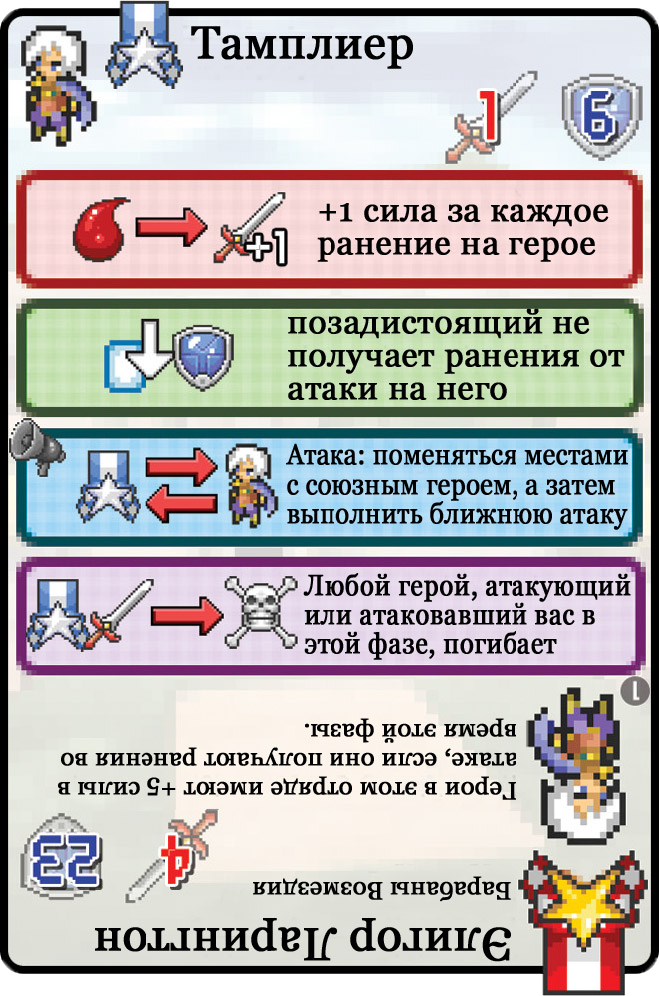 Тамплиер
1
6
+1
+1 сила за каждое
ранение на герое
позадистоящий не
получает ранения от
атаки на него
Атака: поменяться местами
с союзным героем, а затем
выполнить ближнюю атаку
Любой герой, атакующий
или атаковавший вас в
этой фазе, погибает
1
Элигор Ларингтон
Барабаны Возмездия
4
23
Герои в этом отряде имеют +5 силы в
атаке, если они получают ранения во
время этой фазы.